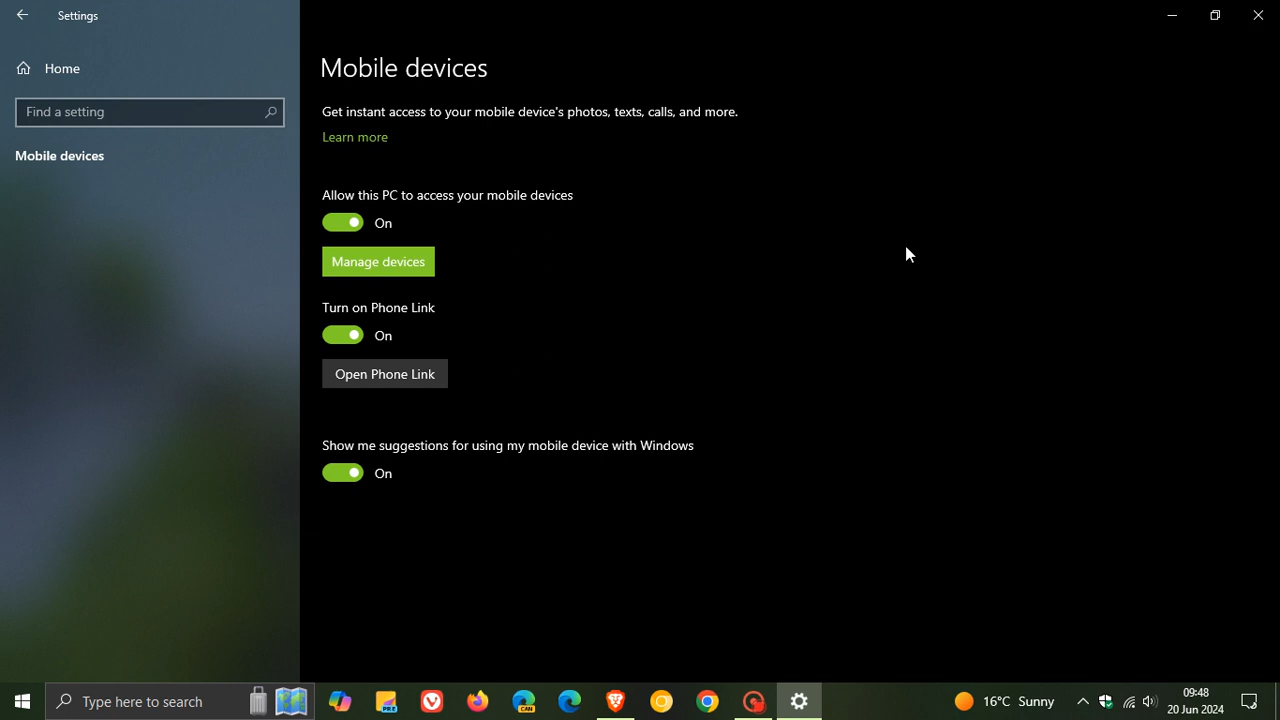 Settings
Home
Find a setting
Mobile devices
Mobile devices
Get instant access to your mobile device's photos, texts, calls, and more.
Learn more
Allow this PC to access your mobile devices
On
Manage devices
Turn on Phone Link
On
Open Phone Link
Show me suggestions for using my mobile device with Windows
On
Type here to search
PRE
CAN
16°C Sunny
09:48
20 Jun 2024